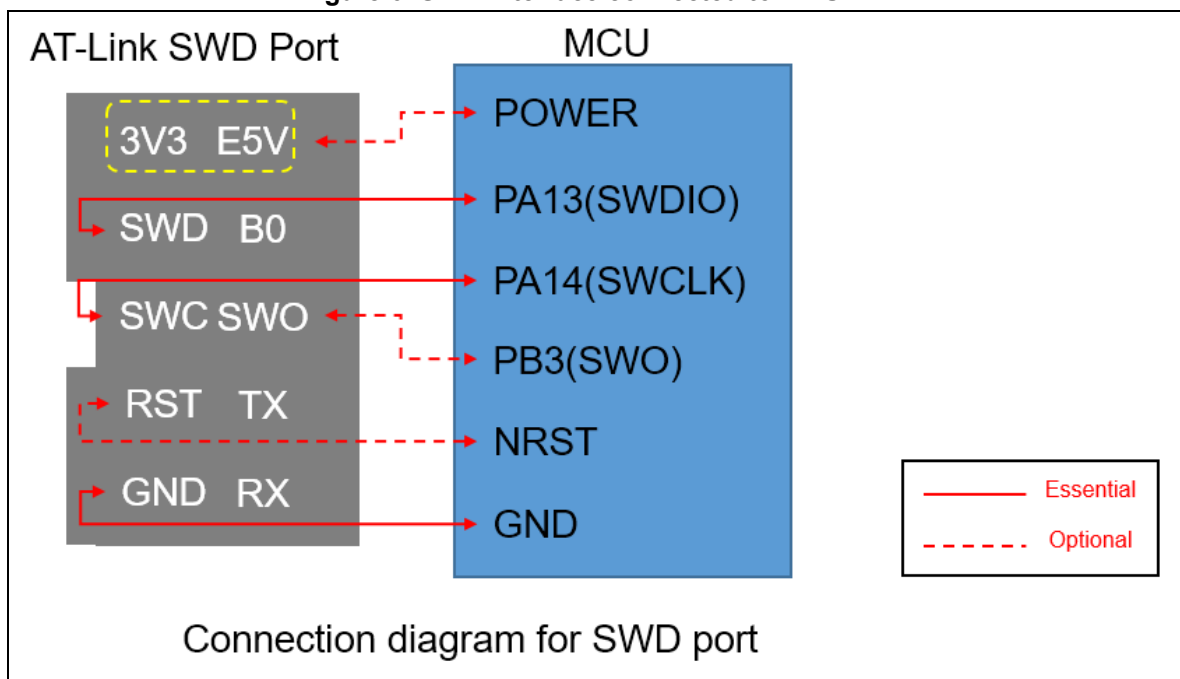 AT-Link SWD Port
MCU
3V3 E5V
POWER
SWD B0
PA13(SWDIO)
SWC SWO
PA14(SWCLK)
PB3(SWO)
RST TX
NRST
GND RX
GND
Essential
Optional
Connection diagram for SWD port